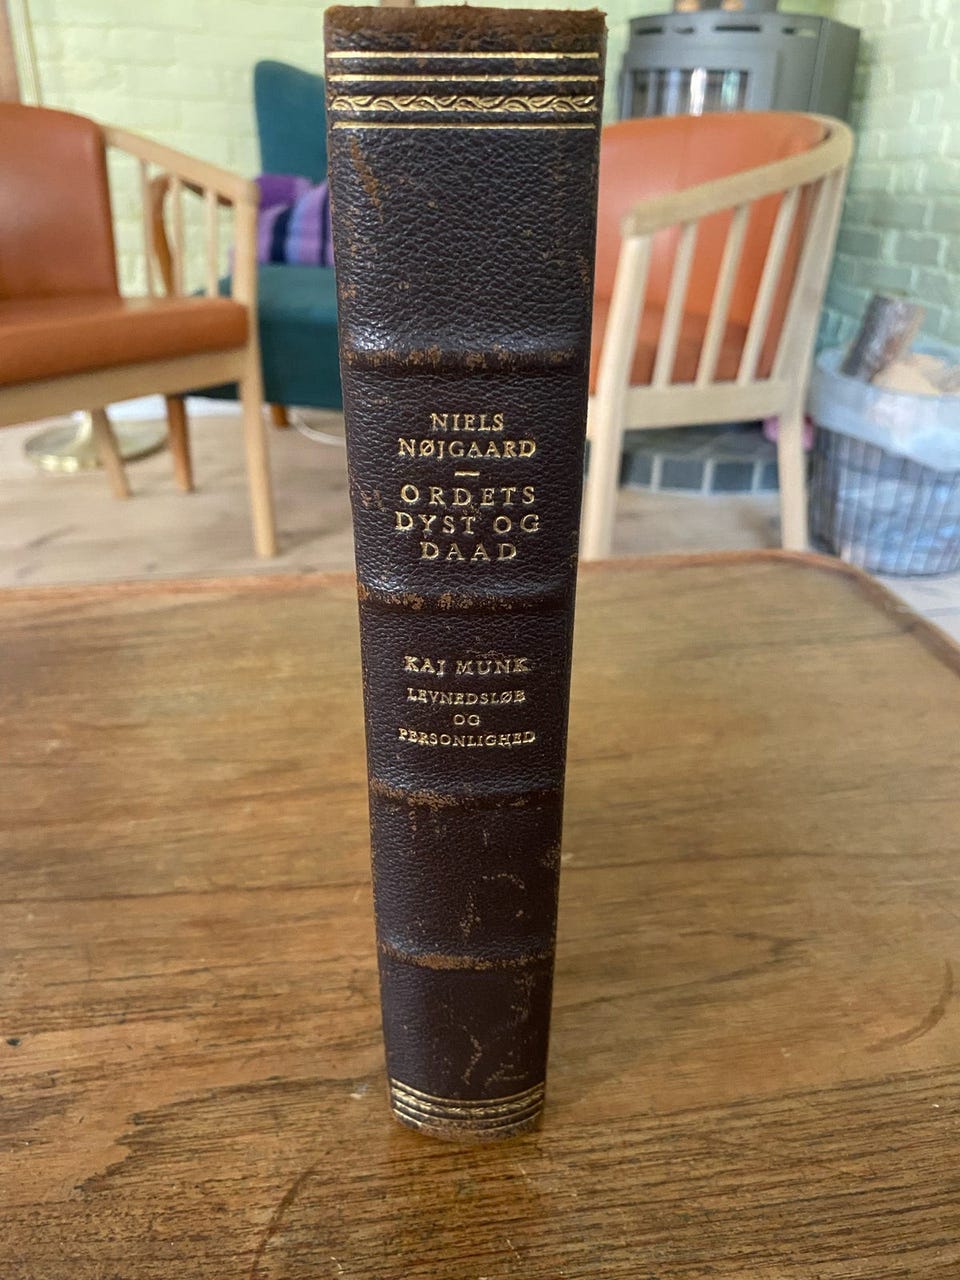 NIELS
NØJGAARD
—
ORDETS
DYST OG
DAAD
KAJ MUNK
LEVNEDSLØB
OG
PERSONLIGHED